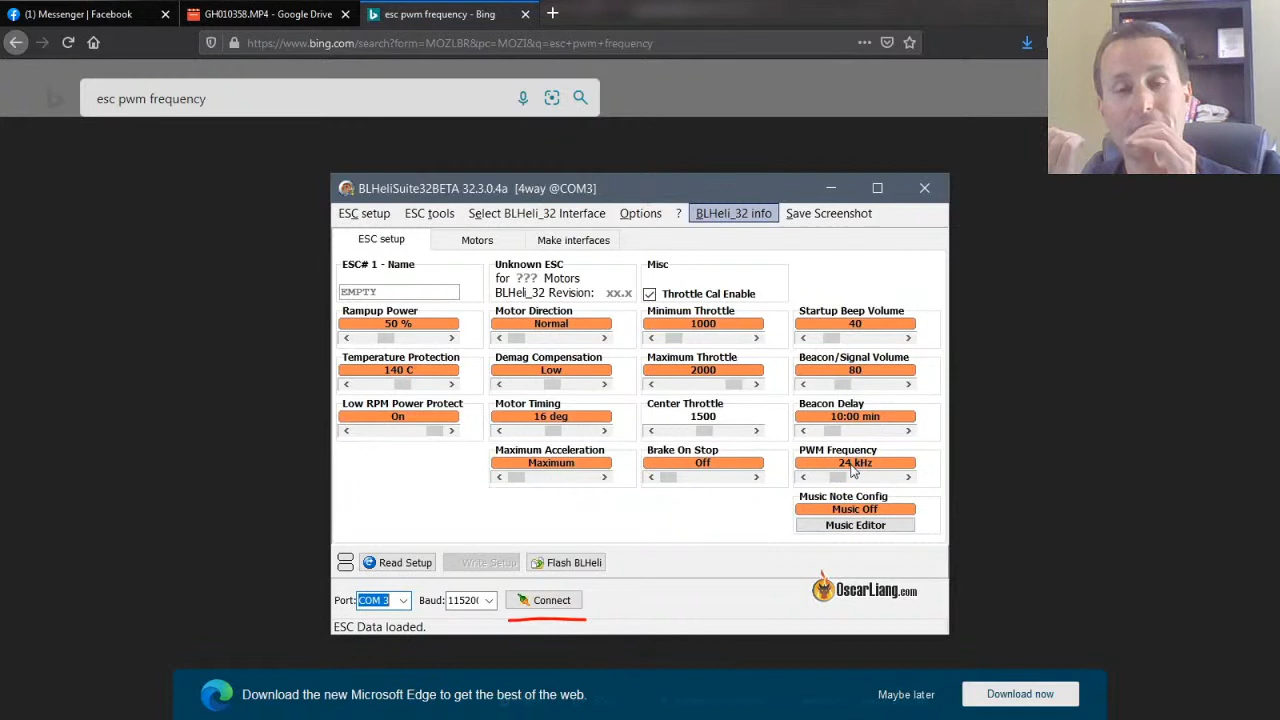 (1) Messenger | Facebook
GH010358.MP4 - Google Drive
esc pwm frequency - Bing
https://www.bing.com/search?form=MOZLBR&pc=MOZI&q=esc+pwm+frequency
esc pwm frequency
BLHeliSuite32BETA 32.3.0.4a [4way @COM3]
ESC setup ESC tools Select BLHeli_32 Interface Options ? BLHeli_32 info Save Screenshot
ESC setup Motors Make interfaces
ESC# 1 - Name
EMPTY
Unknown ESC
for ??? Motors
BLHeli_32 Revision: xx.x
Misc
Throttle Cal Enable
Rampup Power
50 %
Motor Direction
Normal
Minimum Throttle
1000
Startup Beep Volume
40
Temperature Protection
140 C
Demag Compensation
Low
Maximum Throttle
2000
Beacon/Signal Volume
80
Low RPM Power Protect
On
Motor Timing
16 deg
Center Throttle
1500
Beacon Delay
10:00 min
Maximum Acceleration
Maximum
Brake On Stop
Off
PWM Frequency
24 kHz
Music Note Config
Music Off
Music Editor
Read Setup Write Setup Flash BLHeli
OscarLiang.com
Port: COM 3 Baud: 11520( Connect
ESC Data loaded.
Download the new Microsoft Edge to get the best of the web.
Maybe later
Download now